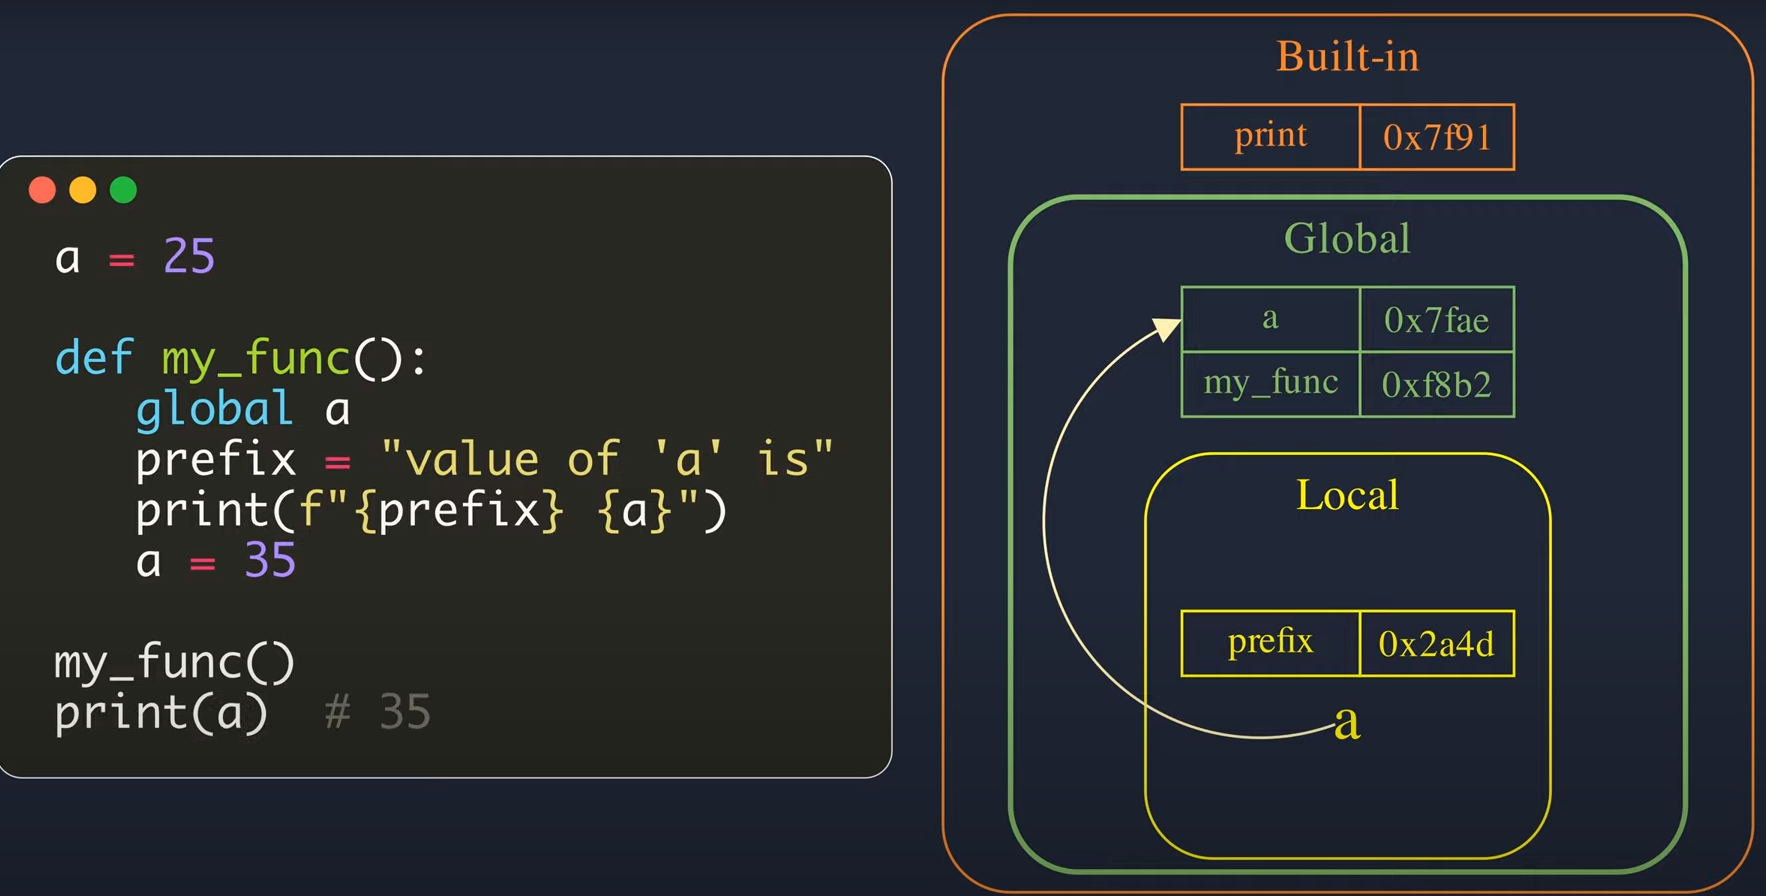 a = 25
def my_func():
global a
prefix = "value of 'a' is"
print(f"{prefix} {a}")
a = 35
my_func()
print(a) # 35
Built-in
print 0x7f91
Global
a 0x7fae
my_func 0xf8b2
Local
prefix 0x2a4d
a